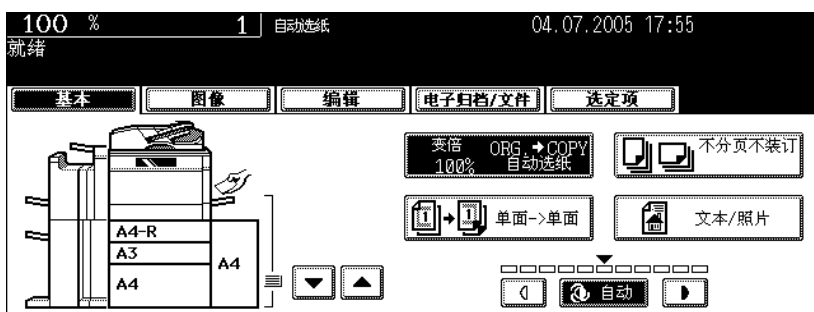 100 % 1 自动选纸 04.07.2005 17:55
就绪
基本 图像 编辑 电子归档/文件 选定项
变倍 ORG.→COPY
100% 自动选纸
不分页不装订
1→1 单面->单面
文本/照片
A4-R
A3
A4
A4
自动